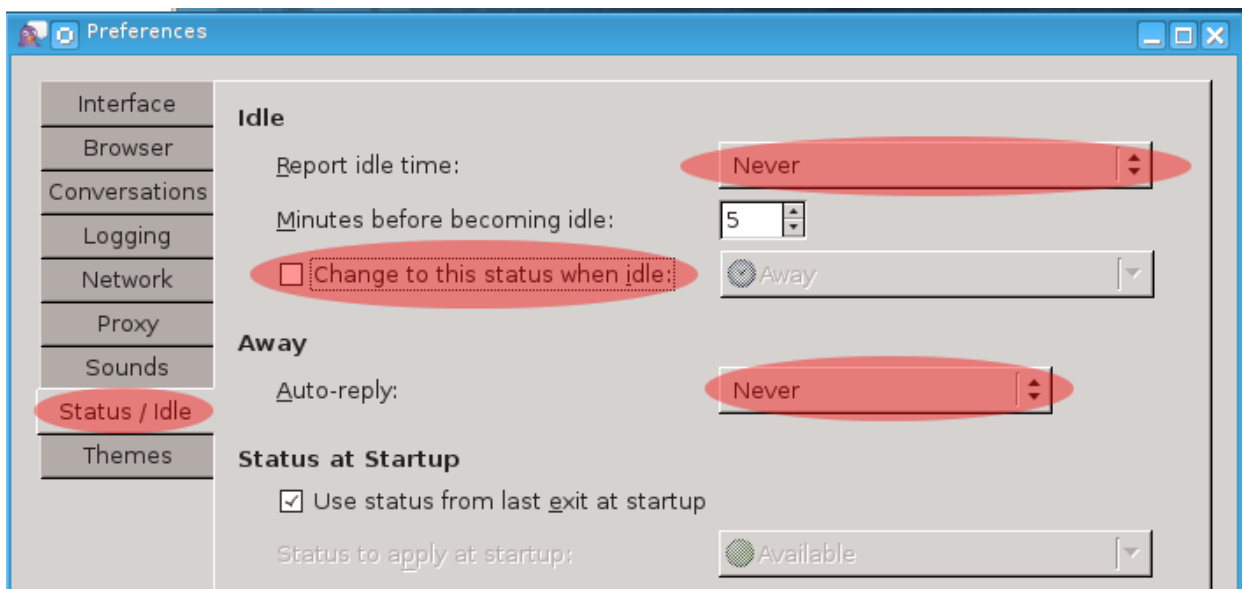 Preferences
Interface
Browser
Conversations
Logging
Network
Proxy
Sounds
Status / Idle
Themes
Idle
Report idle time: Never
Minutes before becoming idle: 5
Change to this status when idle: Away
Away
Auto-reply: Never
Status at Startup
Use status from last exit at startup
Status to apply at startup: Available